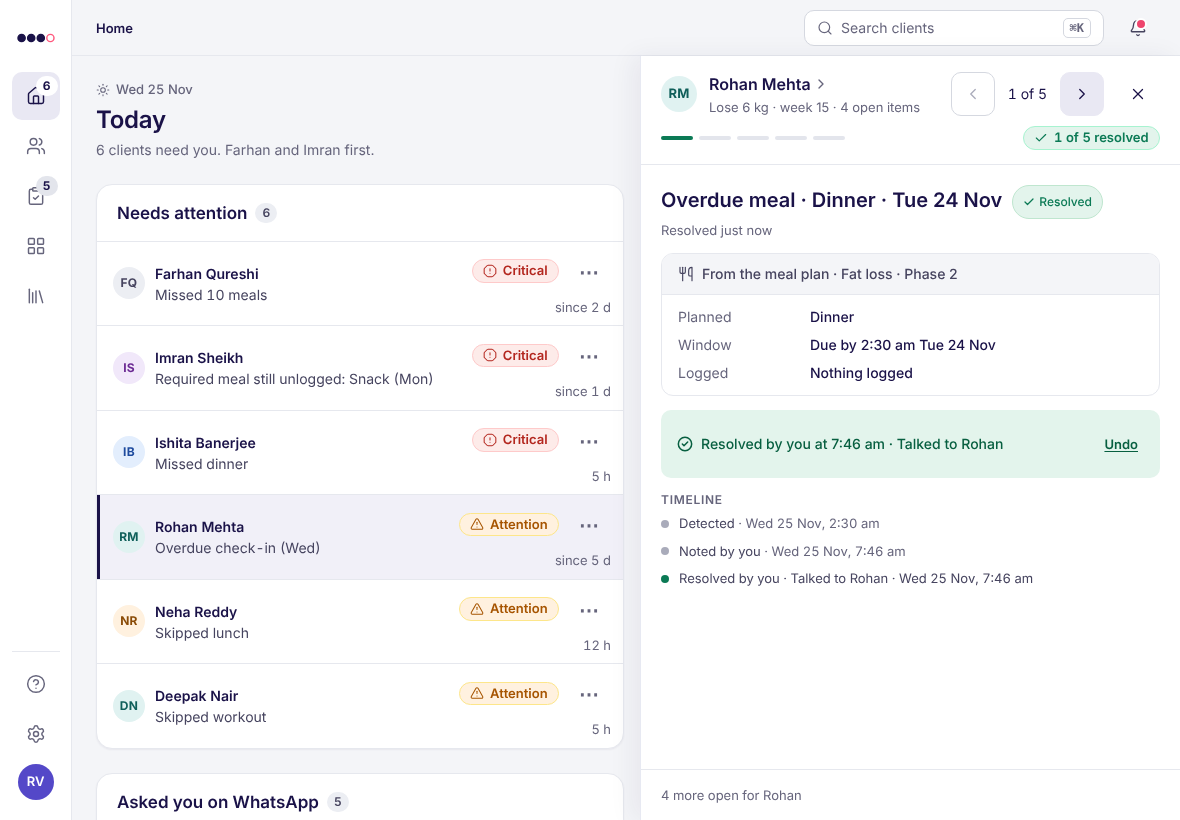 Home
Search clients
⌘K
6
5
Wed 25 Nov
Today
6 clients need you. Farhan and Imran first.
Needs attention 6
FQ
Farhan Qureshi
Missed 10 meals
Critical
since 2 d
IS
Imran Sheikh
Required meal still unlogged: Snack (Mon)
Critical
since 1 d
IB
Ishita Banerjee
Missed dinner
Critical
5 h
RM
Rohan Mehta
Overdue check-in (Wed)
Attention
since 5 d
NR
Neha Reddy
Skipped lunch
Attention
12 h
DN
Deepak Nair
Skipped workout
Attention
5 h
Asked you on WhatsApp 5
RV
RM
Rohan Mehta
Lose 6 kg · week 15 · 4 open items
1 of 5
1 of 5 resolved
Overdue meal · Dinner · Tue 24 Nov
Resolved
Resolved just now
From the meal plan · Fat loss · Phase 2
Planned Dinner
Window Due by 2:30 am Tue 24 Nov
Logged Nothing logged
Resolved by you at 7:46 am · Talked to Rohan
Undo
TIMELINE
Detected · Wed 25 Nov, 2:30 am
Noted by you · Wed 25 Nov, 7:46 am
Resolved by you · Talked to Rohan · Wed 25 Nov, 7:46 am
4 more open for Rohan